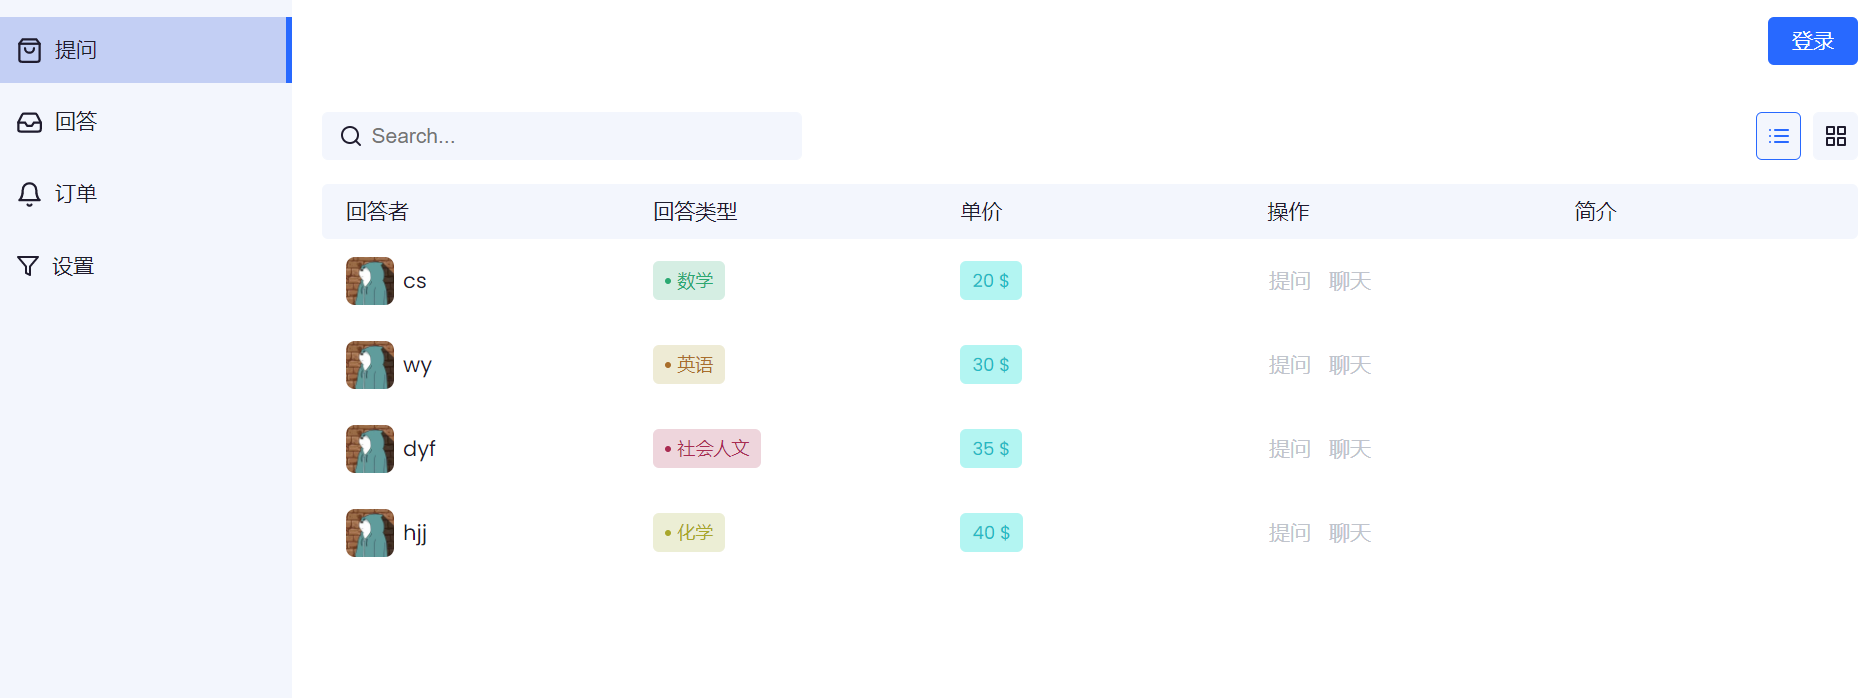 提问
回答
订单
设置
登录
Search...
回答者 回答类型 单价 操作 简介
cs 数学 20 $ 提问 聊天
wy 英语 30 $ 提问 聊天
dyf 社会人文 35 $ 提问 聊天
hjj 化学 40 $ 提问 聊天